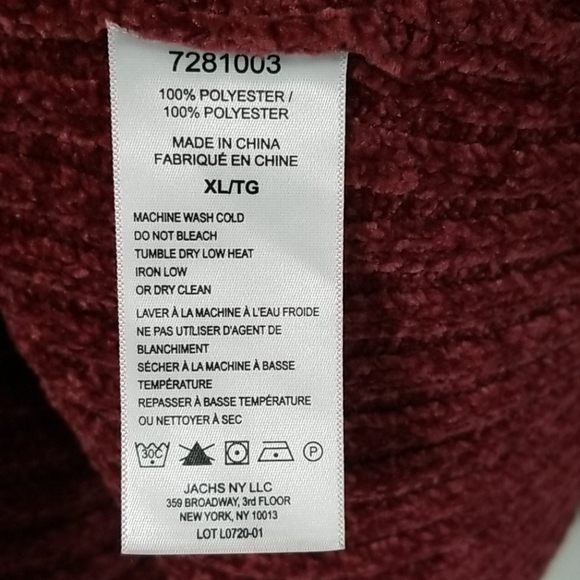 7281003
100% POLYESTER /
100% POLYESTER
MADE IN CHINA
FABRIQUÉ EN CHINE
XL/TG
MACHINE WASH COLD
DO NOT BLEACH
TUMBLE DRY LOW HEAT
IRON LOW
OR DRY CLEAN
LAVER À LA MACHINE À L'EAU FROIDE
NE PAS UTILISER D'AGENT DE
BLANCHIMENT
SÉCHER À LA MACHINE À BASSE
TEMPÉRATURE
REPASSER À BASSE TEMPÉRATURE
OU NETTOYER À SEC
30C P
JACHS NY LLC
359 BROADWAY, 3rd FLOOR
NEW YORK, NY 10013
LOT L0720-01